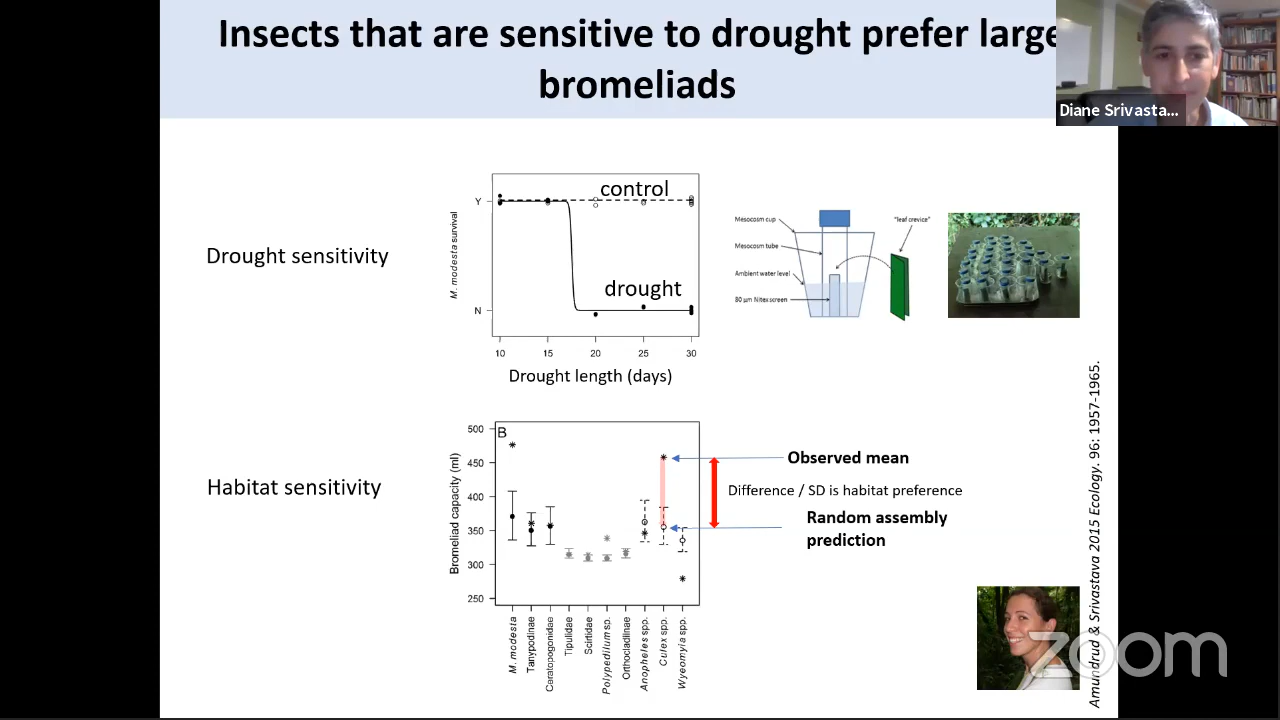 Insects that are sensitive to drought prefer large
bromeliads
Diane Srivasta...
Drought sensitivity
M. modesta survival
Y
N
control
drought
10 15 20 25 30
Drought length (days)
Mesocosm cup
Mesocosm tube
Ambient water level
80 µm Nitex screen
"leaf crevice"
Habitat sensitivity
Bromeliad capacity (ml)
B
500
450
400
350
300
250
M. modesta
Tanypodinae
Ceratopogonidae
Tipulidae
Scirtidae
Polypedilum sp.
Orthocladiinae
Anopheles spp.
Culex spp.
Wyeomyia spp.
Observed mean
Difference / SD is habitat preference
Random assembly
prediction
Amundrud & Srivastava 2015 Ecology. 96: 1957-1965.
zoom